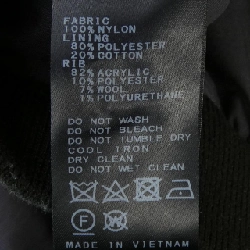 FABRIC
100%NYLON
LINING
80%POLYESTER
20%COTTON
RIB
82%ACRYLIC
10%POLYESTER
7%WOOL
1%POLYURETHANE
DO NOT WASH
DO NOT BLEACH
DO NOT TUMBLE DRY
COOL IRON
DRY CLEAN
DO NOT WET CLEAN
F W
MADE IN VIETNAM